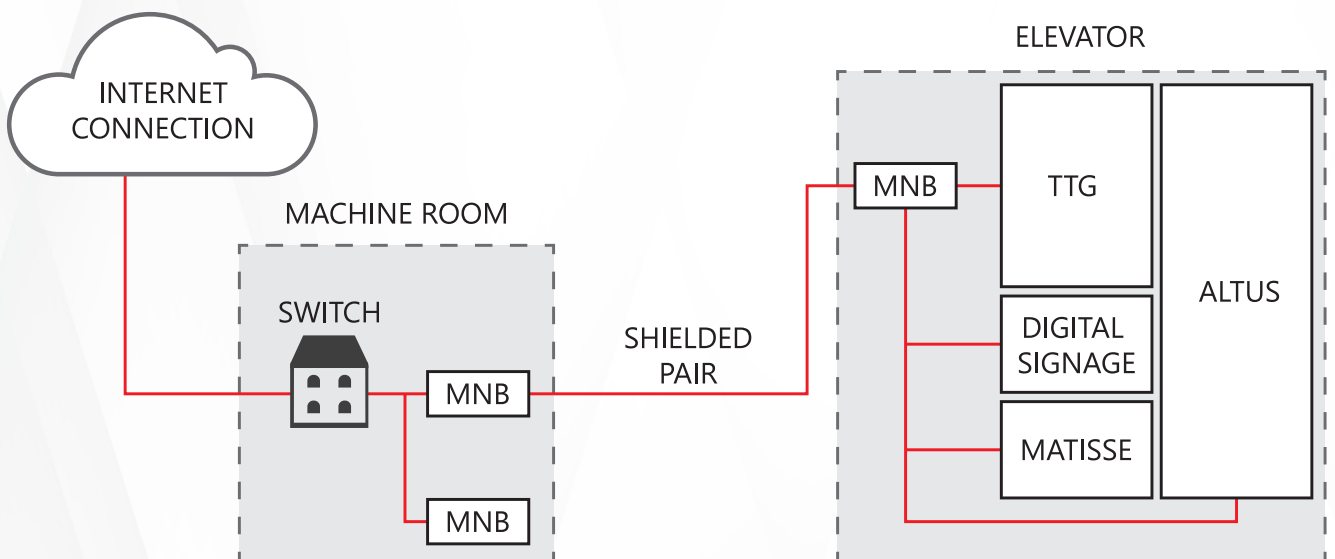 ELEVATOR
INTERNET
CONNECTION
MACHINE ROOM
SWITCH
MNB
MNB
SHIELDED
PAIR
MNB
TTG
DIGITAL
SIGNAGE
MATISSE
ALTUS